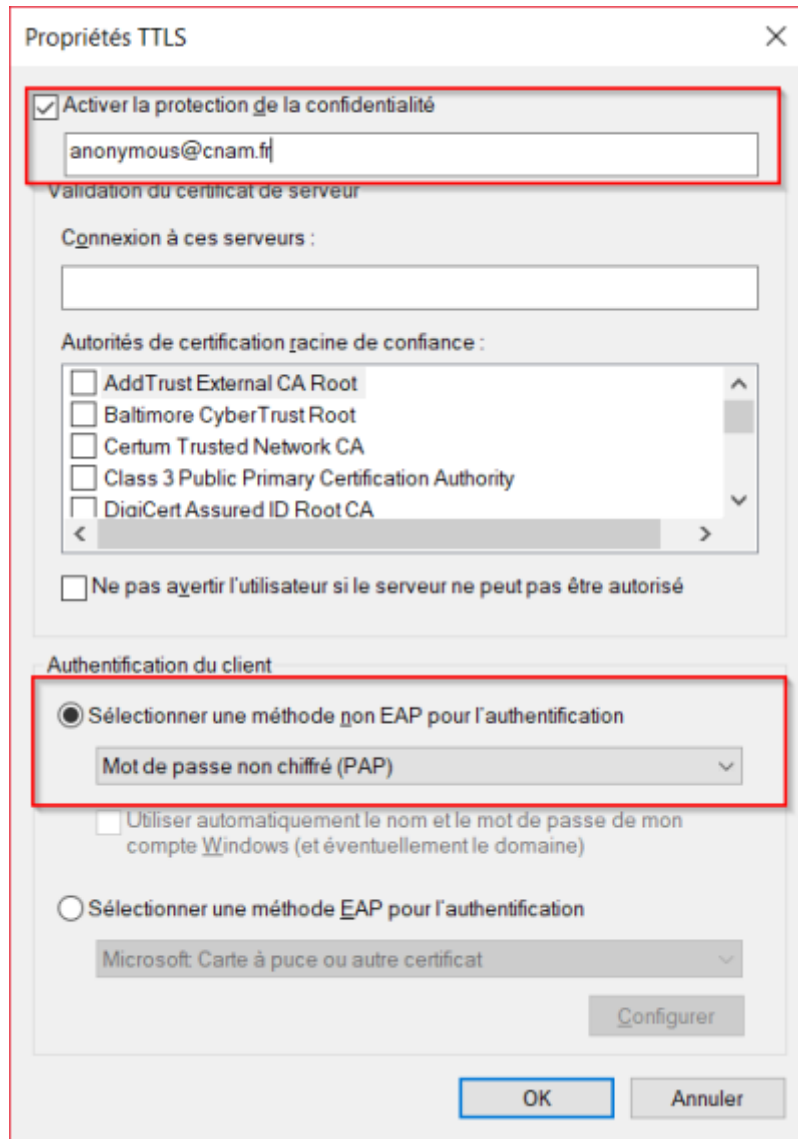 Propriétés TTLS
Activer la protection de la confidentialité
anonymous@cnam.fr
Validation du certificat de serveur
Connexion à ces serveurs :
Autorités de certification racine de confiance :
AddTrust External CA Root
Baltimore CyberTrust Root
Certum Trusted Network CA
Class 3 Public Primary Certification Authority
DigiCert Assured ID Root CA
Ne pas avertir l'utilisateur si le serveur ne peut pas être autorisé
Authentification du client
Sélectionner une méthode non EAP pour l'authentification
Mot de passe non chiffré (PAP)
Utiliser automatiquement le nom et le mot de passe de mon
compte Windows (et éventuellement le domaine)
Sélectionner une méthode EAP pour l'authentification
Microsoft: Carte à puce ou autre certificat
Configurer
OK Annuler